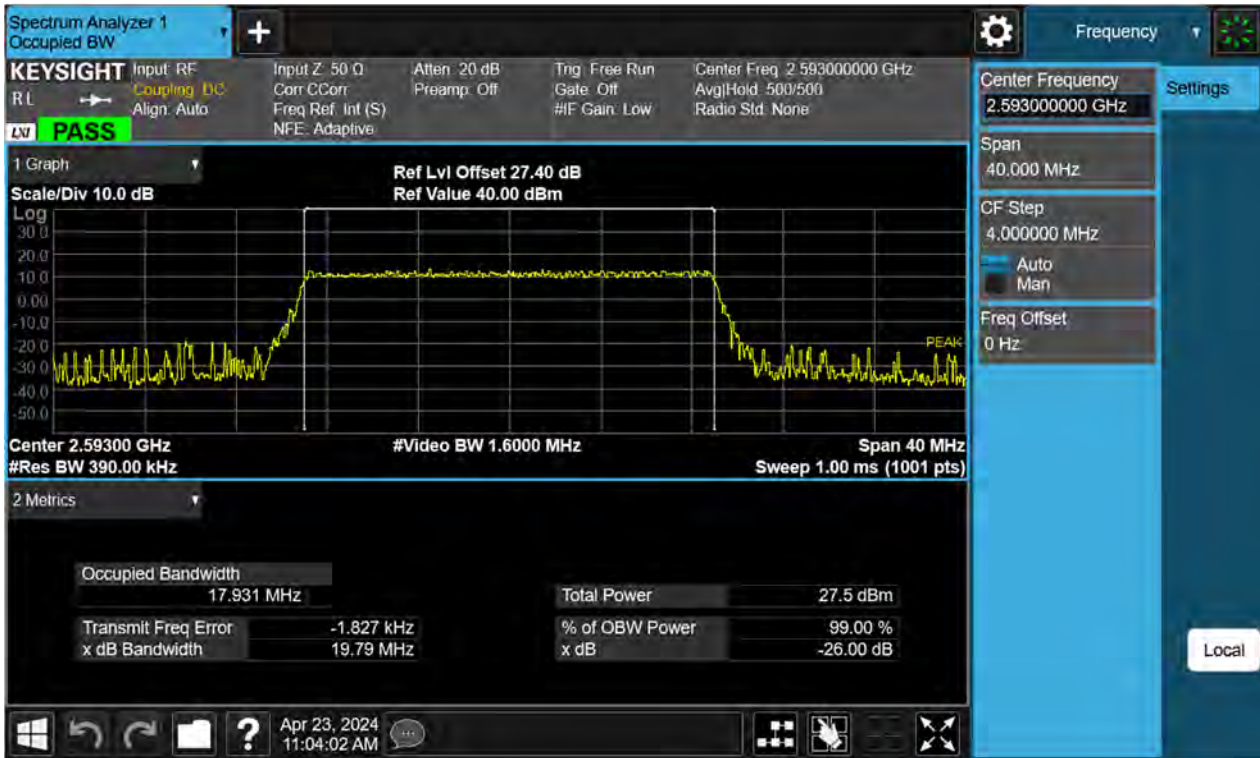 Spectrum Analyzer 1
Occupied BW
+
Frequency
KEYSIGHT
R L
LXI
PASS
Input: RF
Coupling: DC
Align: Auto
Input Z: 50 Ω
Corr CCorr
Freq Ref: Int (S)
NFE: Adaptive
Atten: 20 dB
Preamp: Off
Trig: Free Run
Gate: Off
#IF Gain: Low
Center Freq: 2.593000000 GHz
Avg|Hold: 500/500
Radio Std: None
Center Frequency
2.593000000 GHz
Settings
Span
40.000 MHz
CF Step
4.000000 MHz
Auto
Man
Freq Offset
0 Hz
1 Graph
Scale/Div 10.0 dB
Ref Lvl Offset 27.40 dB
Ref Value 40.00 dBm
Log
30.0
20.0
10.0
0.00
-10.0
-20.0
-30.0
-40.0
-50.0
PEAK
Center 2.59300 GHz
#Video BW 1.6000 MHz
Span 40 MHz
#Res BW 390.00 kHz
Sweep 1.00 ms (1001 pts)
2 Metrics
Occupied Bandwidth
17.931 MHz
Total Power 27.5 dBm
Transmit Freq Error -1.827 kHz
% of OBW Power 99.00 %
x dB Bandwidth 19.79 MHz
x dB -26.00 dB
Local
?
Apr 23, 2024
11:04:02 AM